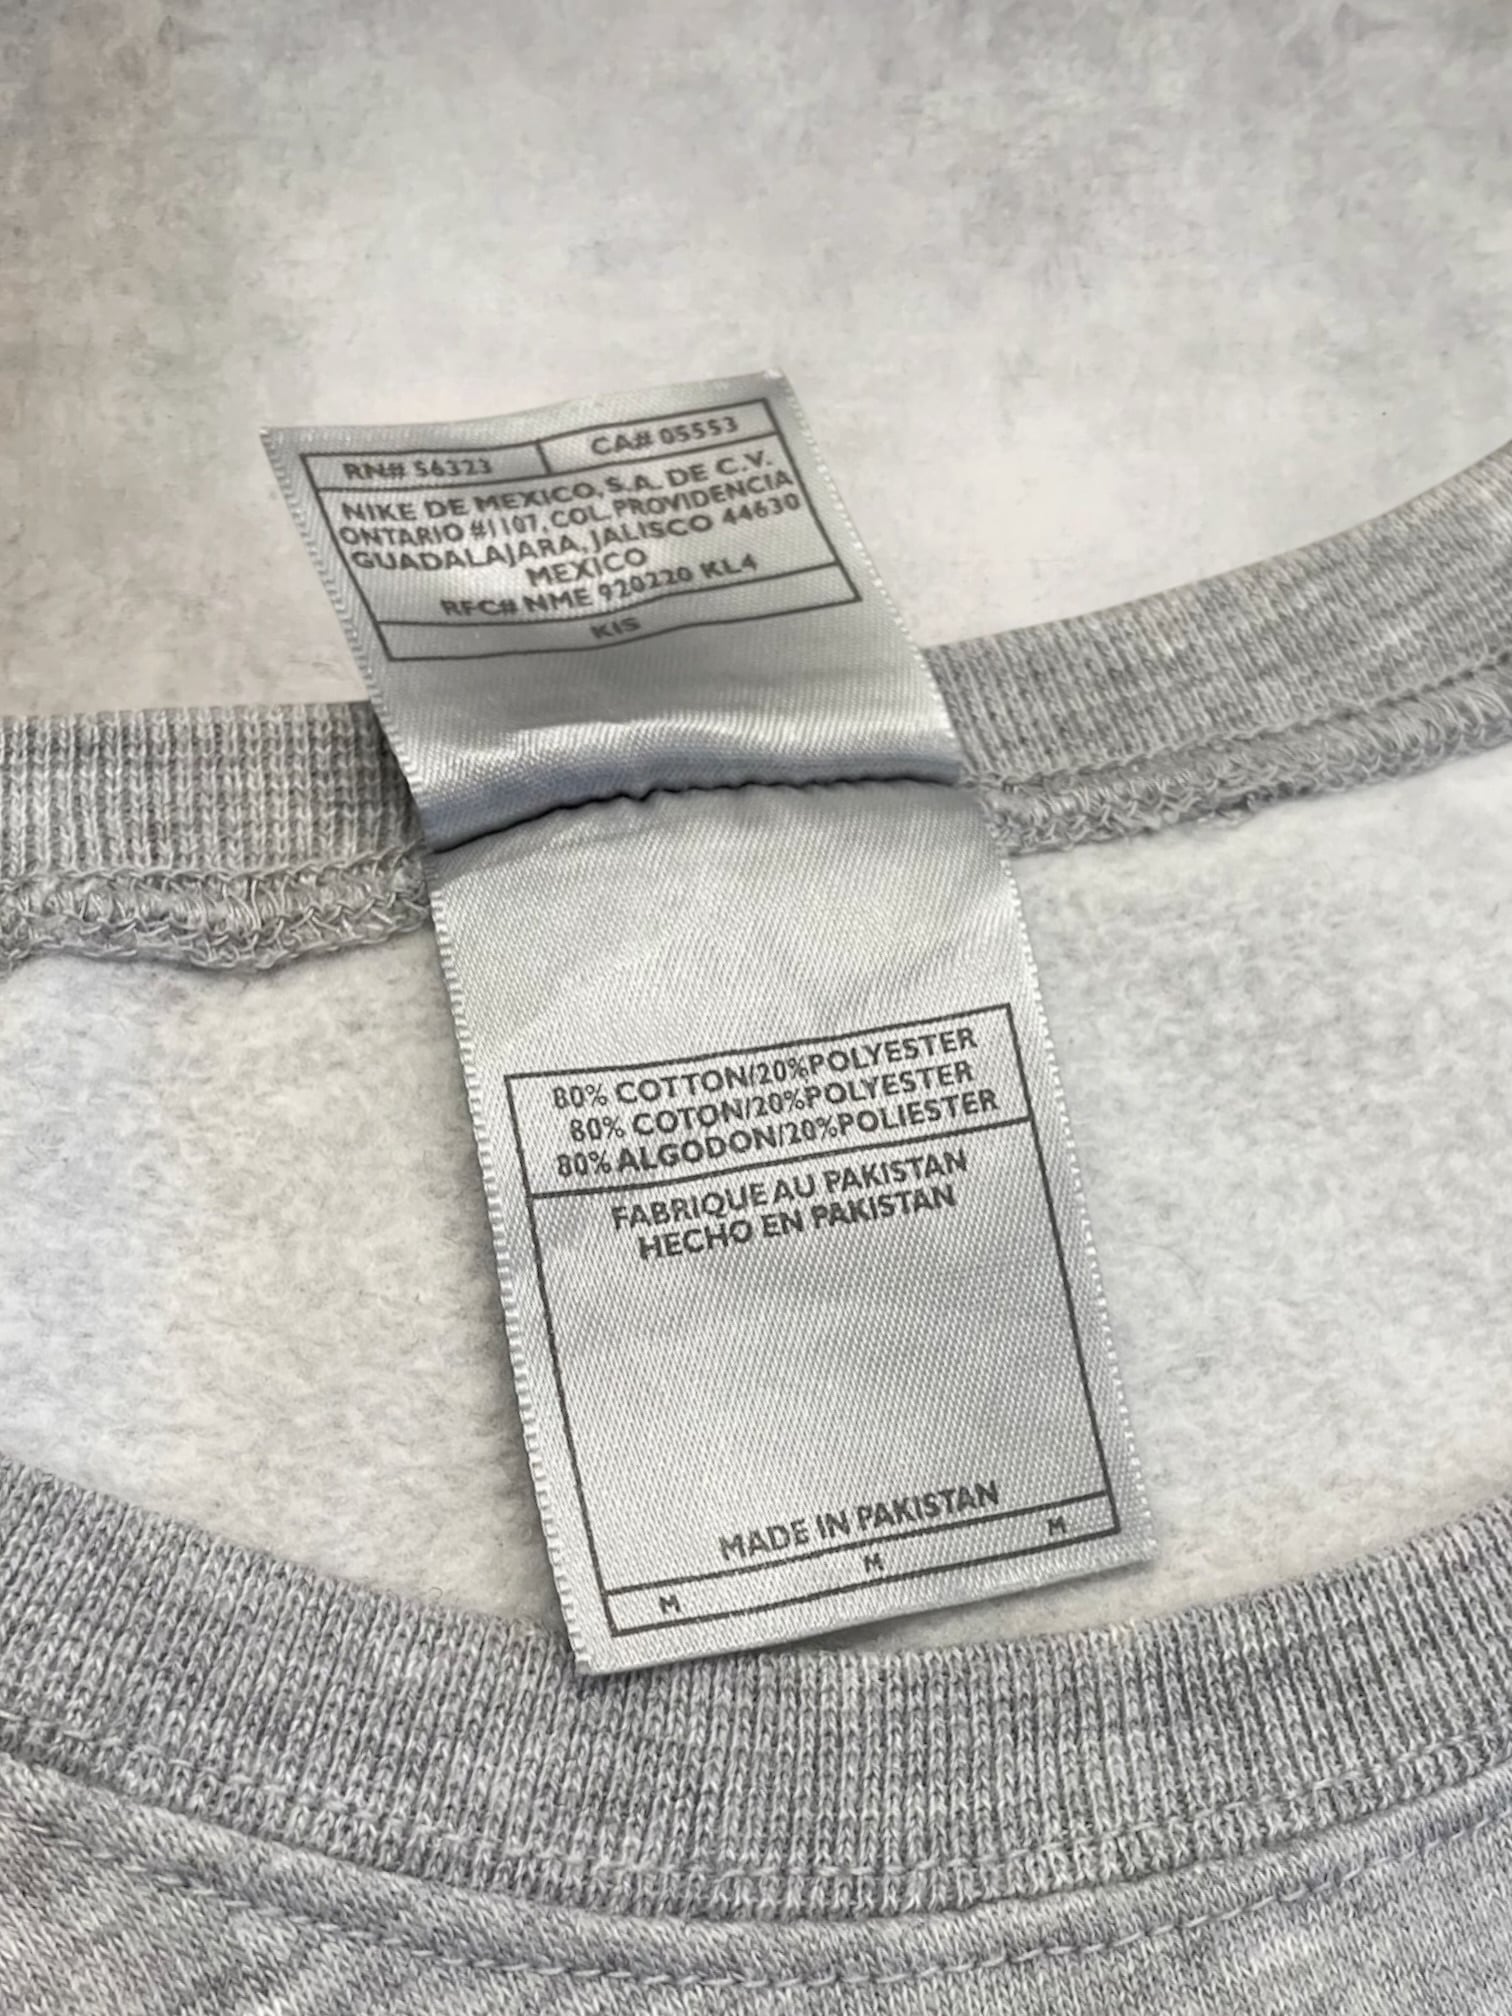 RN# 56323 CA# 05553
NIKE DE MEXICO, S.A. DE C.V.
ONTARIO #1107, COL. PROVIDENCIA
GUADALAJARA, JALISCO 44630
MEXICO
RFC# NME 920220 KL4
KIS
80% COTTON/20%POLYESTER
80% COTON/20%POLYESTER
80% ALGODON/20%POLIESTER
FABRIQUE AU PAKISTAN
HECHO EN PAKISTAN
MADE IN PAKISTAN
M M M